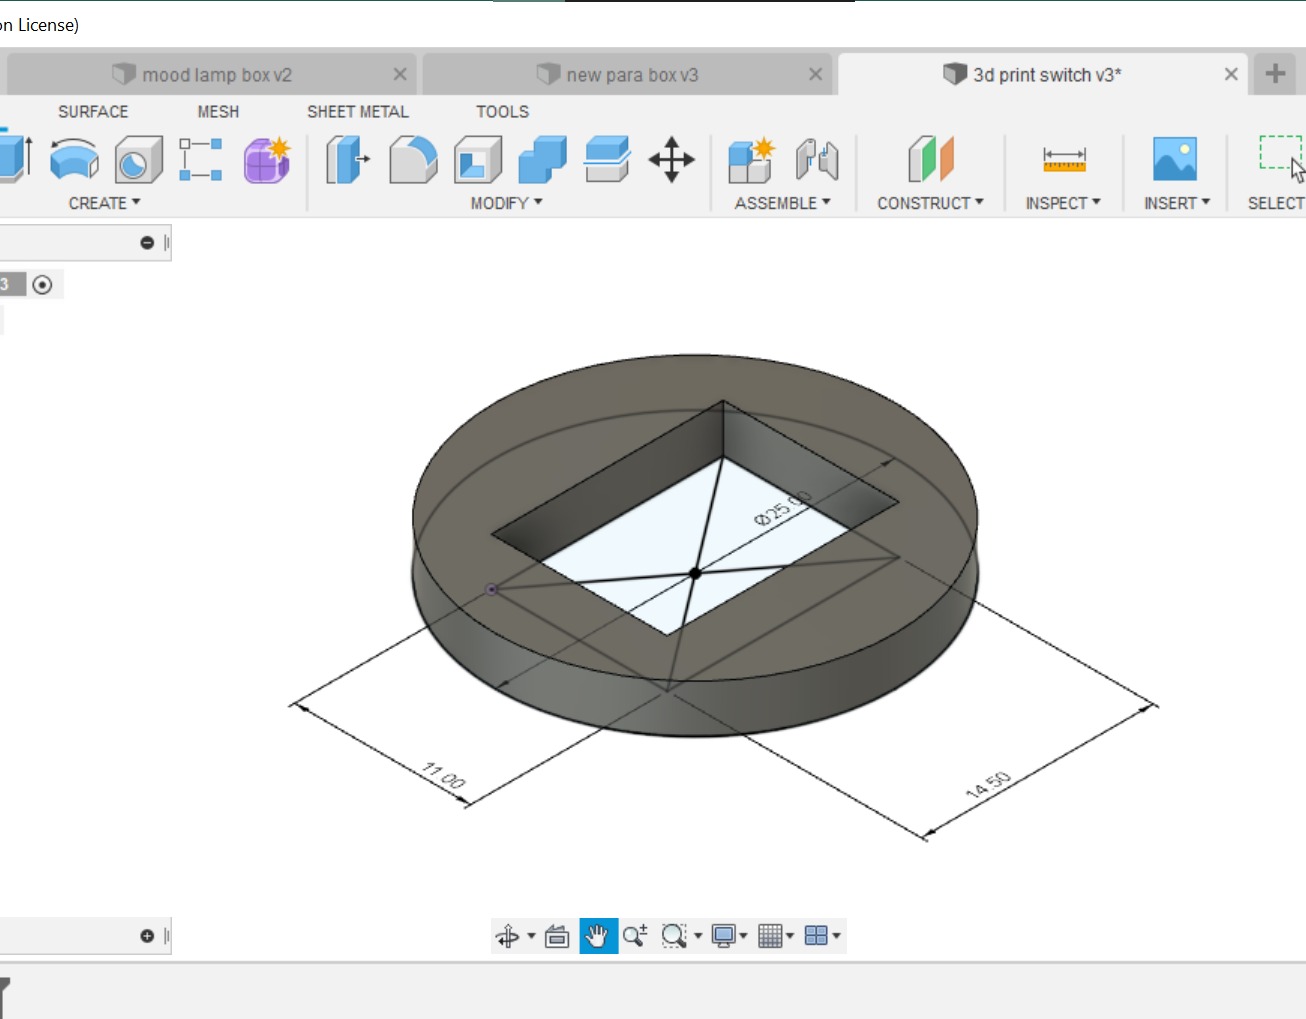 on License)
mood lamp box v2
new para box v3
3d print switch v3*
SURFACE MESH SHEET METAL TOOLS
CREATE MODIFY ASSEMBLE CONSTRUCT INSPECT INSERT SELECT
3
Ø25.00
11.00
14.50